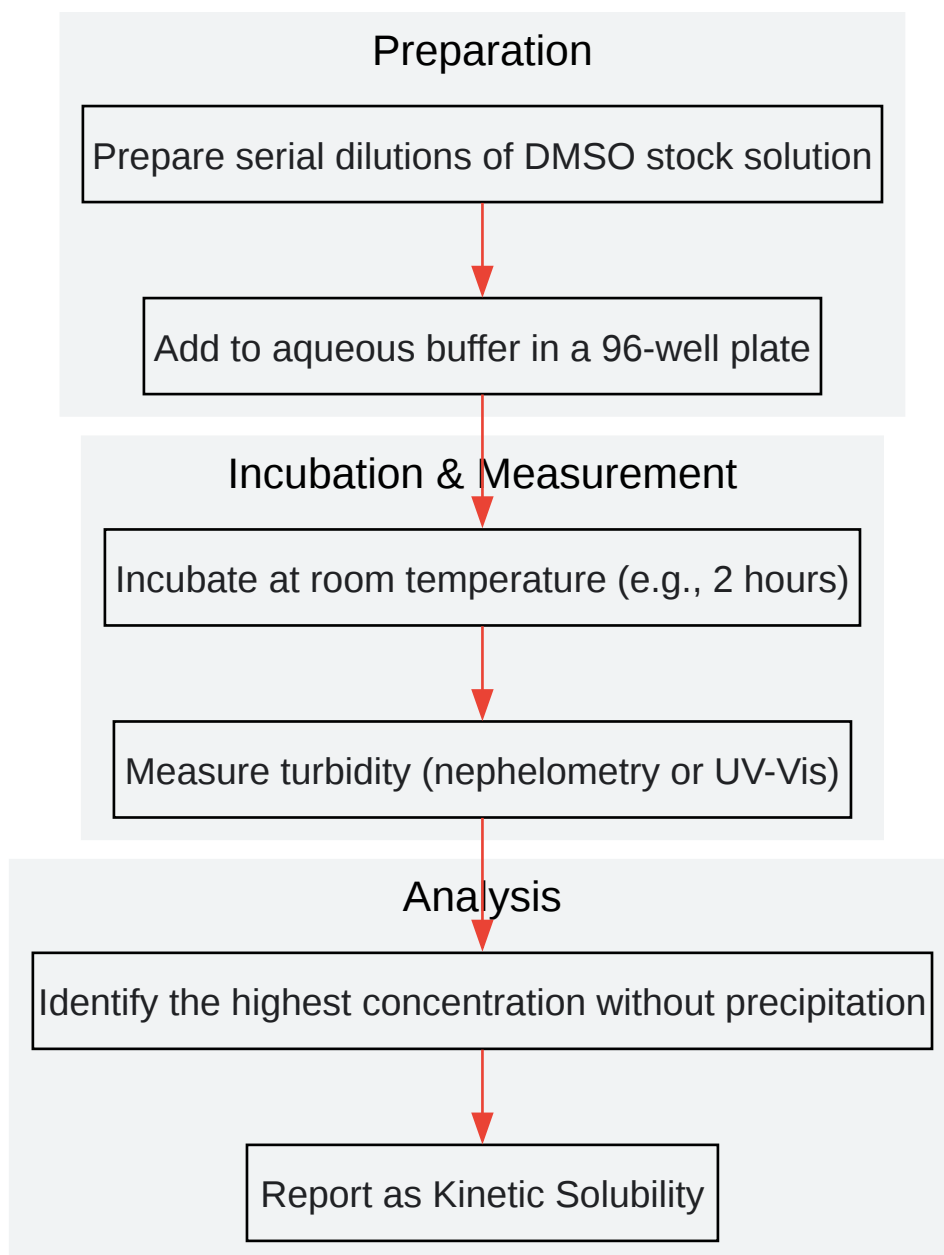 Preparation
Prepare serial dilutions of DMSO stock solution
Add to aqueous buffer in a 96-well plate
Incubation & Measurement
Incubate at room temperature (e.g., 2 hours)
Measure turbidity (nephelometry or UV-Vis)
Analysis
Identify the highest concentration without precipitation
Report as Kinetic Solubility